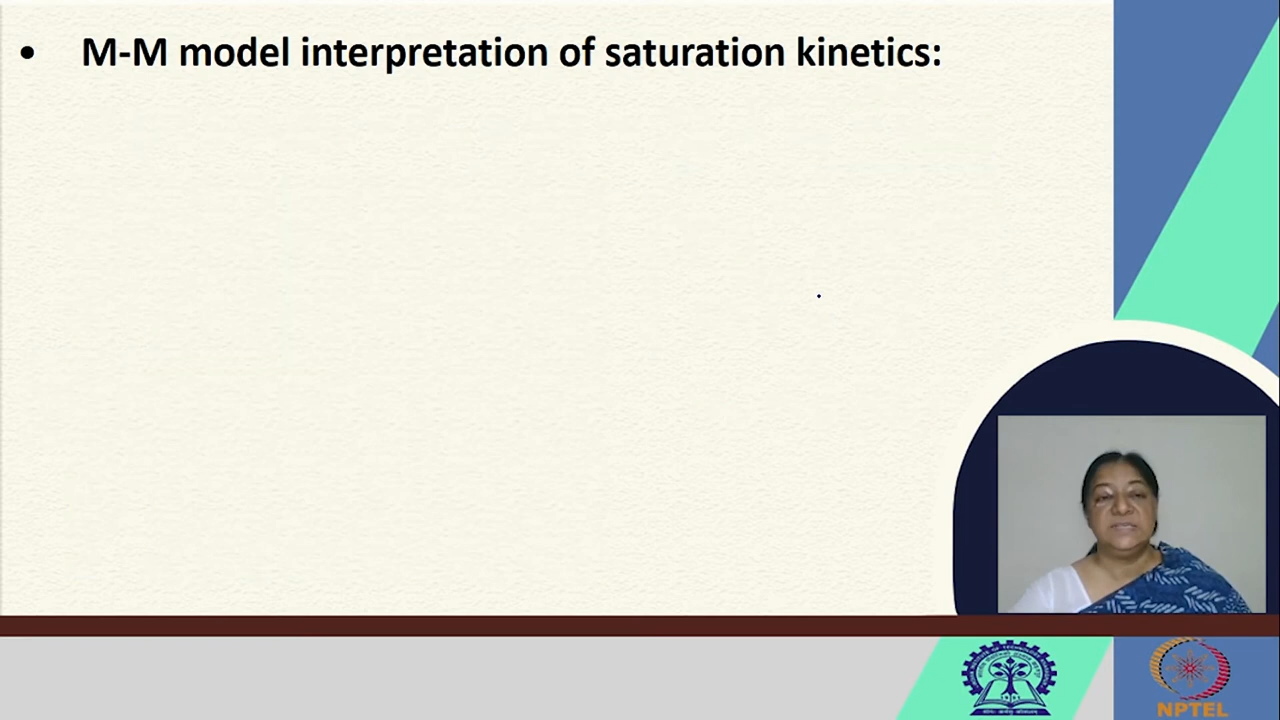 • M-M model interpretation of saturation kinetics:
NPTEL